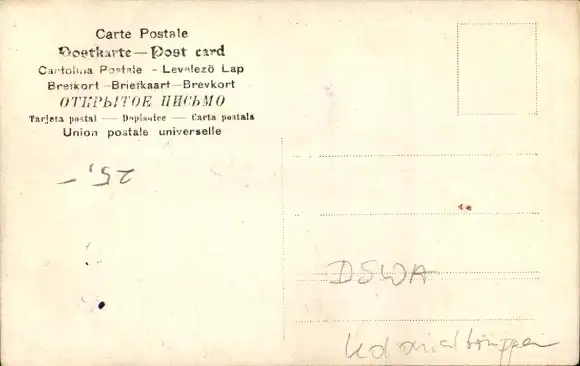 Carte Postale
Postkarte—Post card
Cartolina Postale - Levelező Lap
Brefkort-Briefkaart-Brevkort
ОТКРЫТОЕ ПИСЬМО
Tarjeta postal — Dopisnice — Carta postala
Union postale universelle
25,-
DSWA
Kolonialtruppen